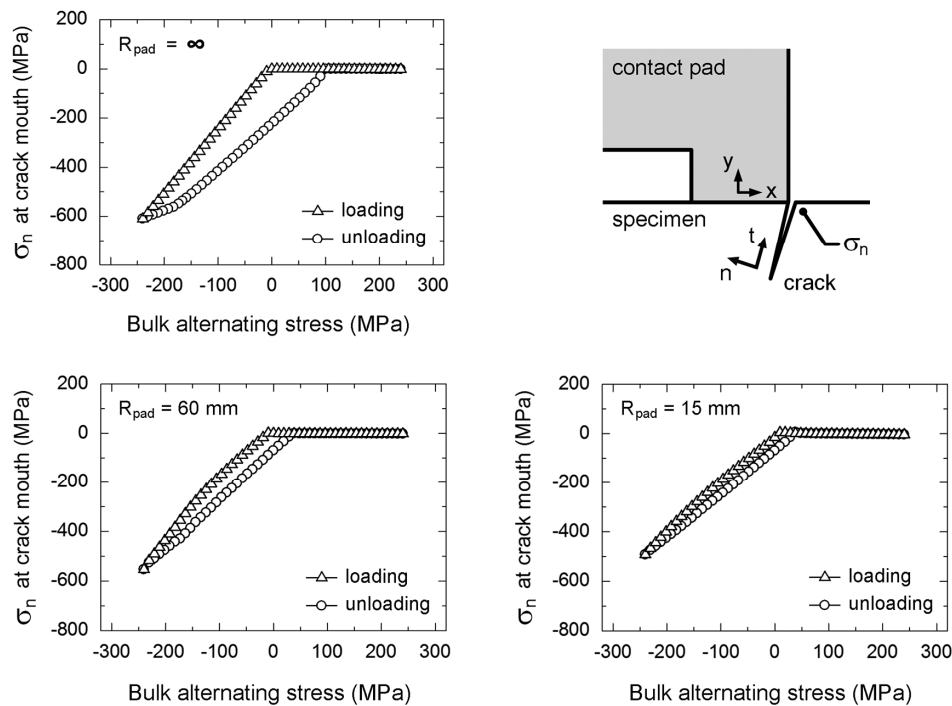 R_pad = ∞
200
0
-200
-400
-600
-800
σ_n at crack mouth (MPa)
loading
unloading
-300 -200 -100 0 100 200 300
Bulk alternating stress (MPa)
contact pad
y
x
specimen
t
n
σ_n
crack
R_pad = 60 mm
200
0
-200
-400
-600
-800
σ_n at crack mouth (MPa)
loading
unloading
-300 -200 -100 0 100 200 300
Bulk alternating stress (MPa)
R_pad = 15 mm
200
0
-200
-400
-600
-800
σ_n at crack mouth (MPa)
loading
unloading
-300 -200 -100 0 100 200 300
Bulk alternating stress (MPa)